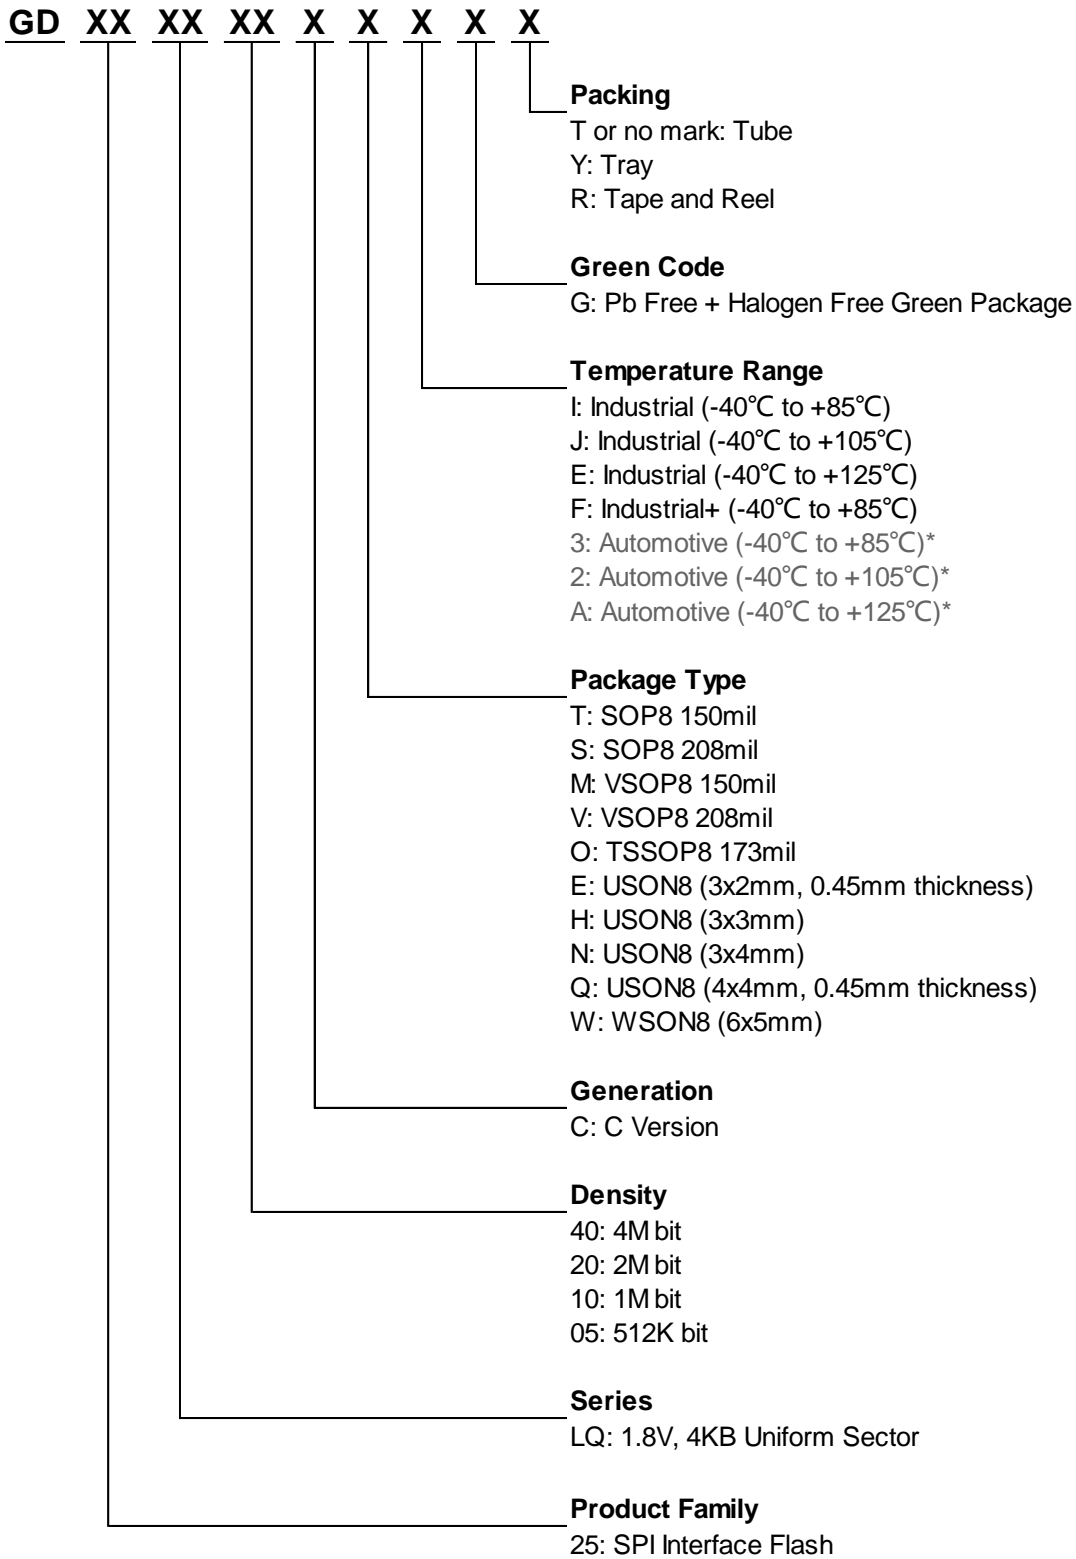 GD XX XX XX X X X X X
Packing
T or no mark: Tube
Y: Tray
R: Tape and Reel
Green Code
G: Pb Free + Halogen Free Green Package
Temperature Range
I: Industrial (-40℃ to +85℃)
J: Industrial (-40℃ to +105℃)
E: Industrial (-40℃ to +125℃)
F: Industrial+ (-40℃ to +85℃)
3: Automotive (-40℃ to +85℃)*
2: Automotive (-40℃ to +105℃)*
A: Automotive (-40℃ to +125℃)*
Package Type
T: SOP8 150mil
S: SOP8 208mil
M: VSOP8 150mil
V: VSOP8 208mil
O: TSSOP8 173mil
E: USON8 (3x2mm, 0.45mm thickness)
H: USON8 (3x3mm)
N: USON8 (3x4mm)
Q: USON8 (4x4mm, 0.45mm thickness)
W: WSON8 (6x5mm)
Generation
C: C Version
Density
40: 4M bit
20: 2M bit
10: 1M bit
05: 512K bit
Series
LQ: 1.8V, 4KB Uniform Sector
Product Family
25: SPI Interface Flash